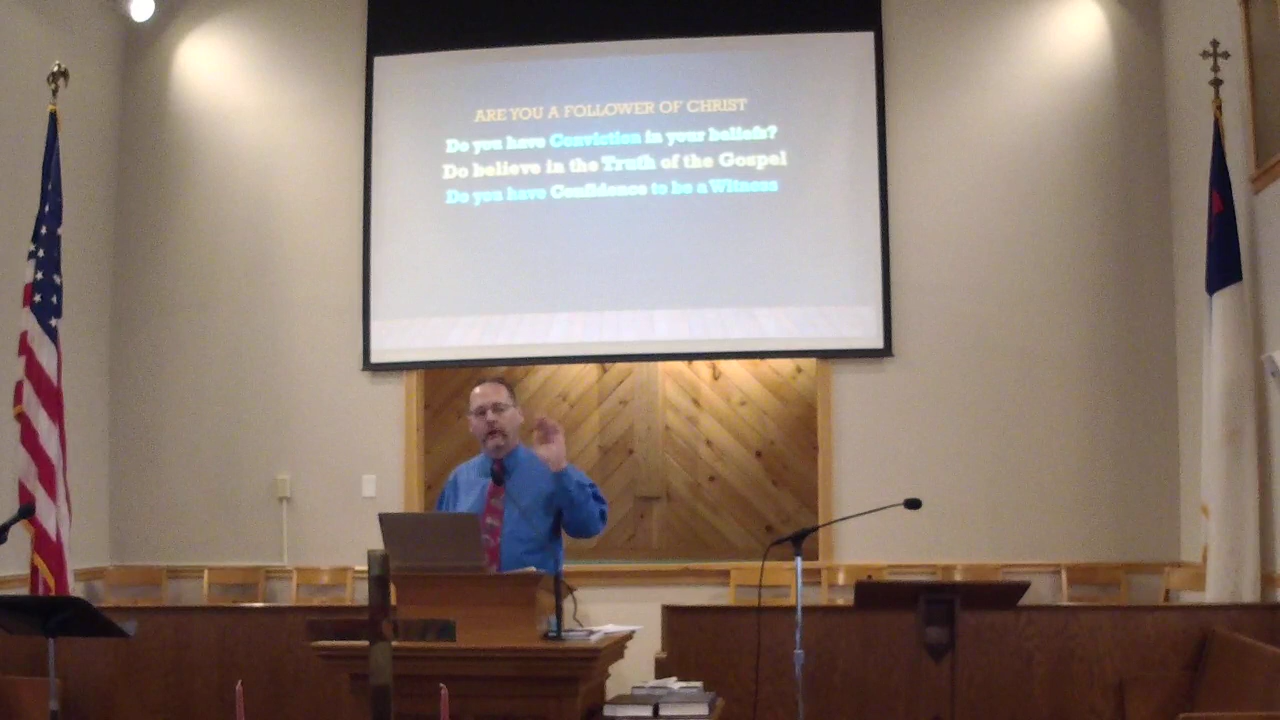 ARE YOU A FOLLOWER OF CHRIST
Do you have Conviction in your beliefs?
Do believe in the Truth of the Gospel
Do you have Confidence to be a Witness